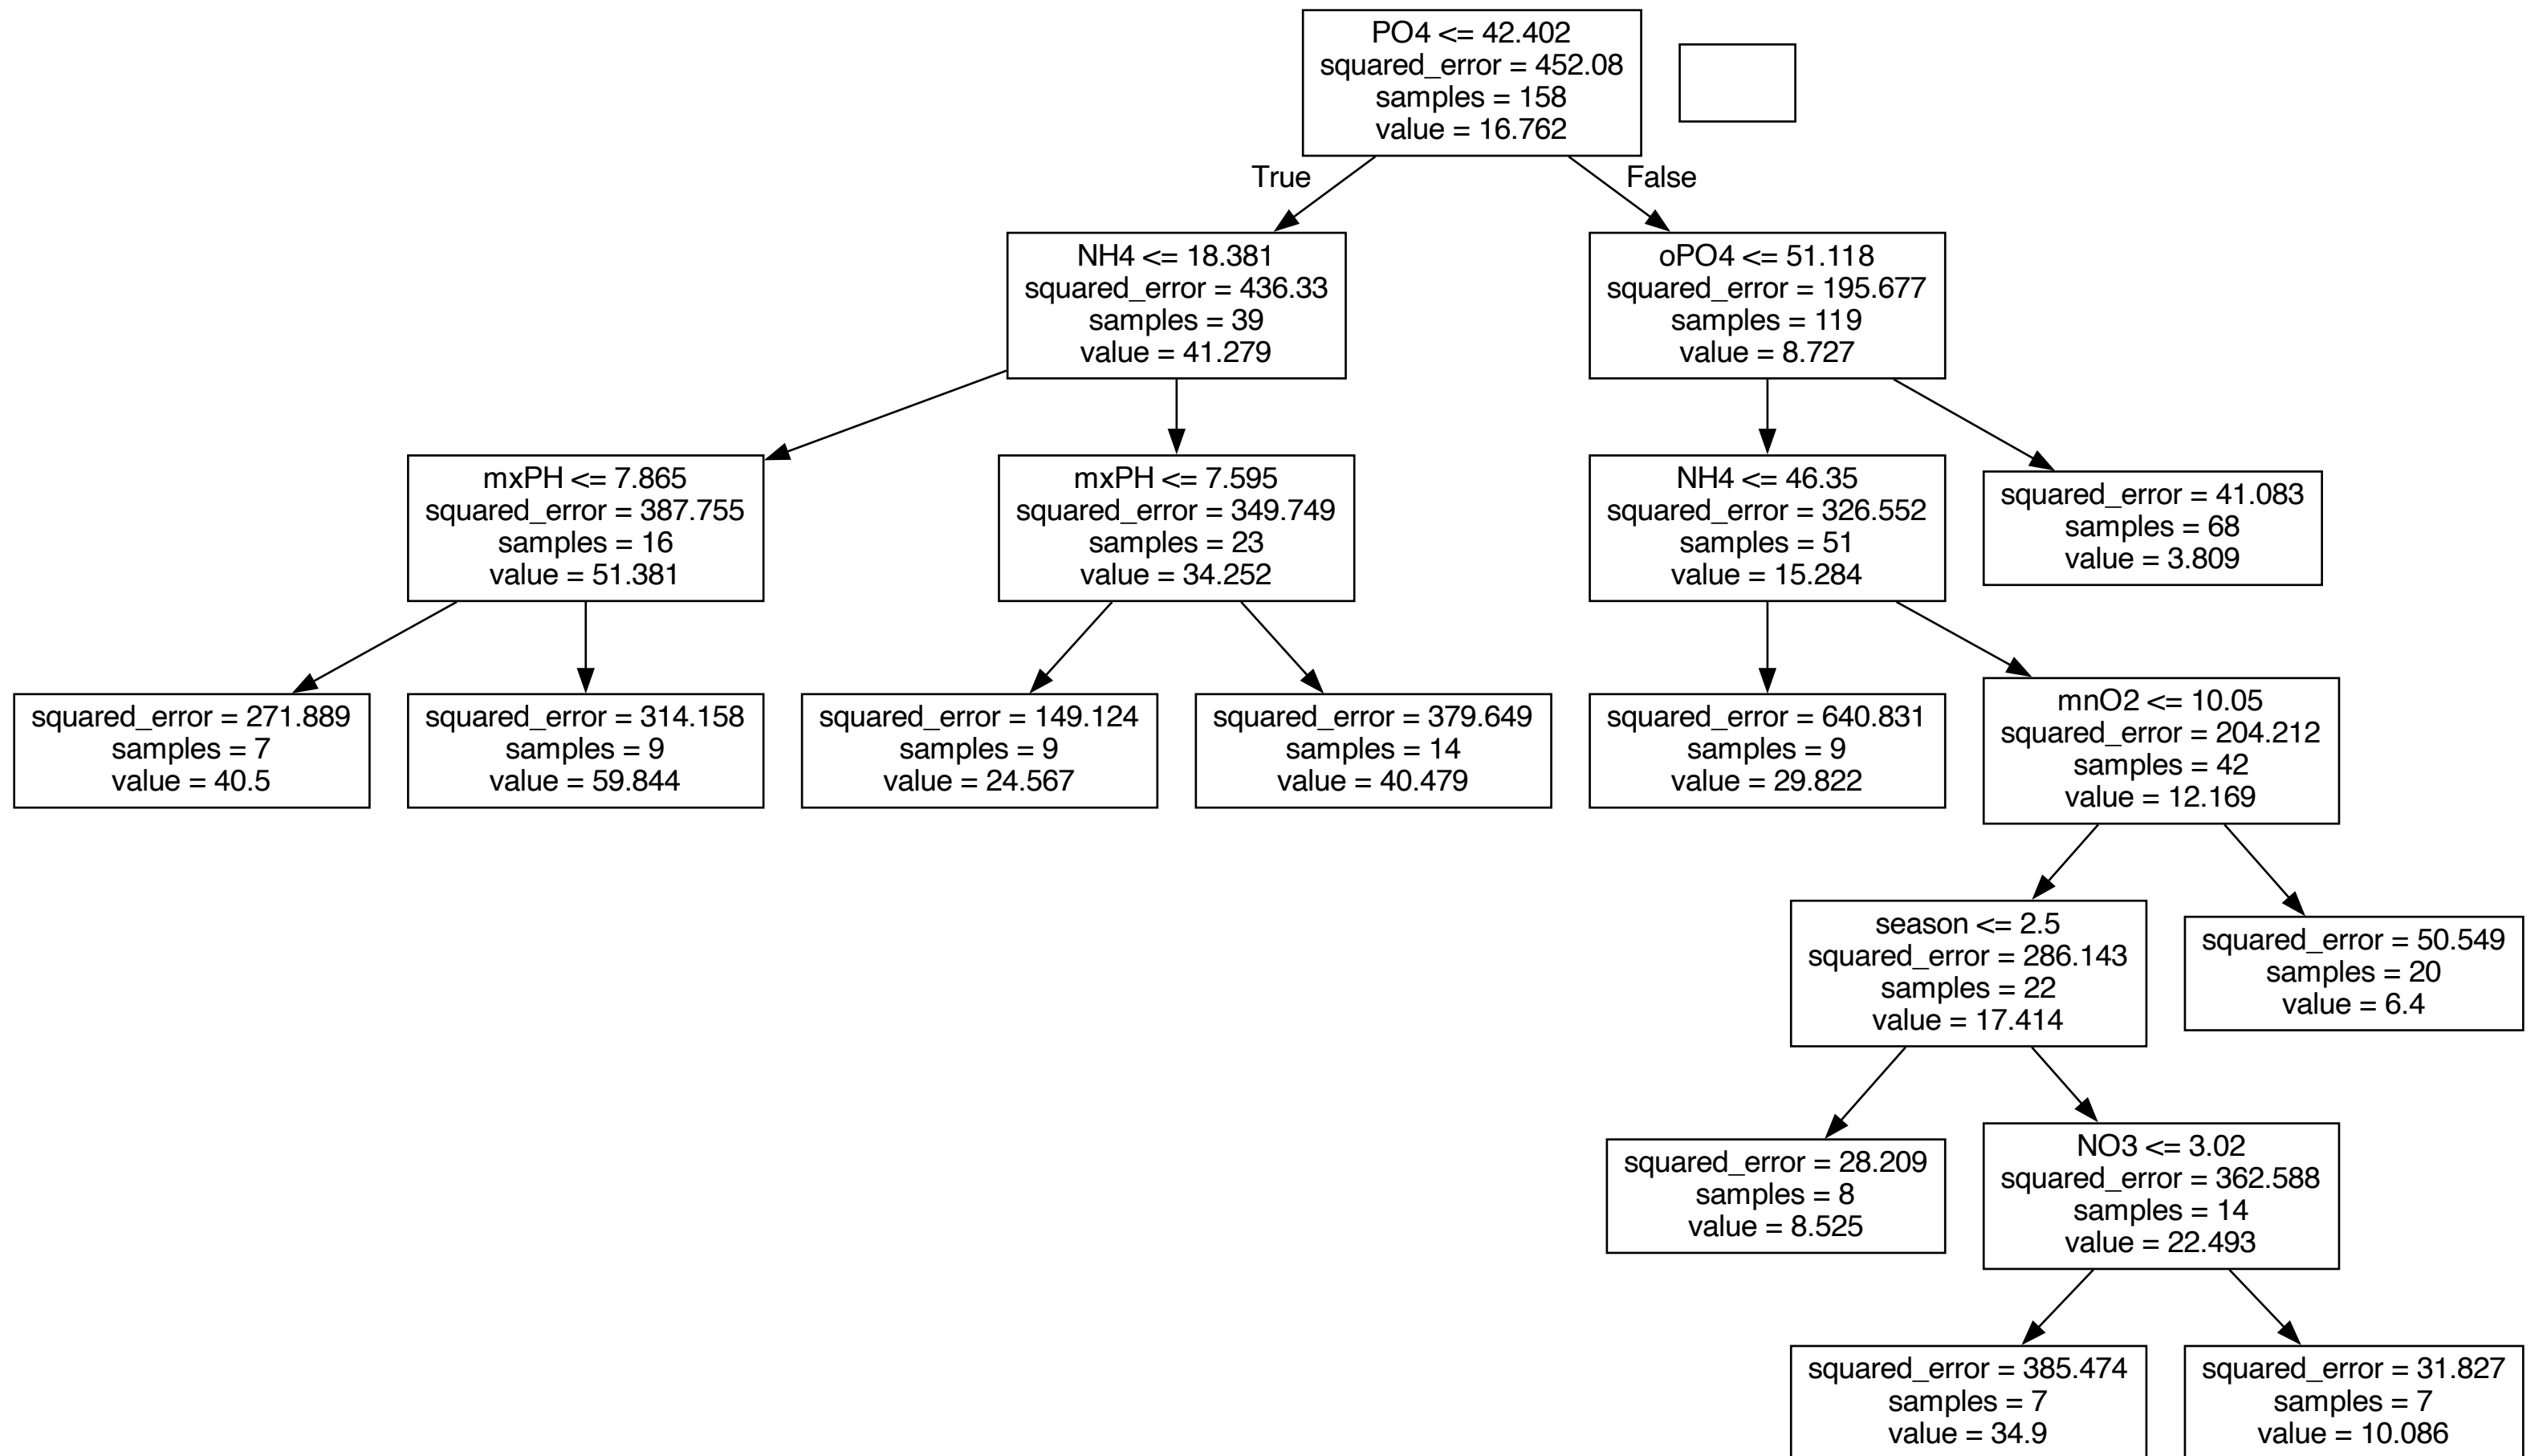 PO4 <= 42.402
squared_error = 452.08
samples = 158
value = 16.762
True
False
NH4 <= 18.381
squared_error = 436.33
samples = 39
value = 41.279
oPO4 <= 51.118
squared_error = 195.677
samples = 119
value = 8.727
mxPH <= 7.865
squared_error = 387.755
samples = 16
value = 51.381
mxPH <= 7.595
squared_error = 349.749
samples = 23
value = 34.252
NH4 <= 46.35
squared_error = 326.552
samples = 51
value = 15.284
squared_error = 41.083
samples = 68
value = 3.809
squared_error = 271.889
samples = 7
value = 40.5
squared_error = 314.158
samples = 9
value = 59.844
squared_error = 149.124
samples = 9
value = 24.567
squared_error = 379.649
samples = 14
value = 40.479
squared_error = 640.831
samples = 9
value = 29.822
mnO2 <= 10.05
squared_error = 204.212
samples = 42
value = 12.169
season <= 2.5
squared_error = 286.143
samples = 22
value = 17.414
squared_error = 50.549
samples = 20
value = 6.4
squared_error = 28.209
samples = 8
value = 8.525
NO3 <= 3.02
squared_error = 362.588
samples = 14
value = 22.493
squared_error = 385.474
samples = 7
value = 34.9
squared_error = 31.827
samples = 7
value = 10.086